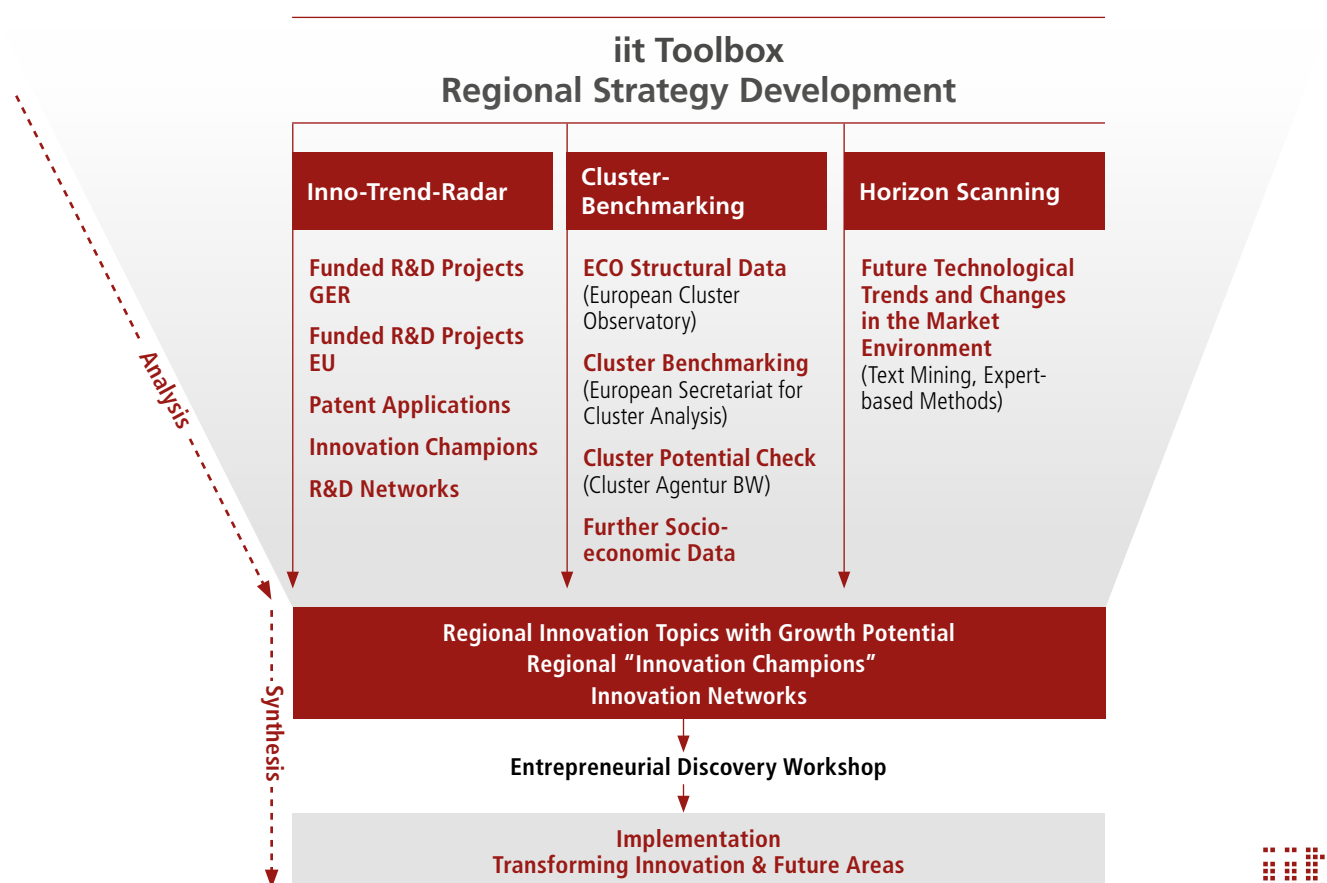 iit Toolbox
Regional Strategy Development
Inno-Trend-Radar
Funded R&D Projects
GER
Funded R&D Projects
EU
Patent Applications
Innovation Champions
R&D Networks
Cluster-
Benchmarking
ECO Structural Data
(European Cluster
Observatory)
Cluster Benchmarking
(European Secretariat for
Cluster Analysis)
Cluster Potential Check
(Cluster Agentur BW)
Further Socio-
economic Data
Horizon Scanning
Future Technological
Trends and Changes
in the Market
Environment
(Text Mining, Expert-
based Methods)
Analysis
Regional Innovation Topics with Growth Potential
Regional “Innovation Champions”
Innovation Networks
Synthesis
Entrepreneurial Discovery Workshop
Implementation
Transforming Innovation & Future Areas
iit